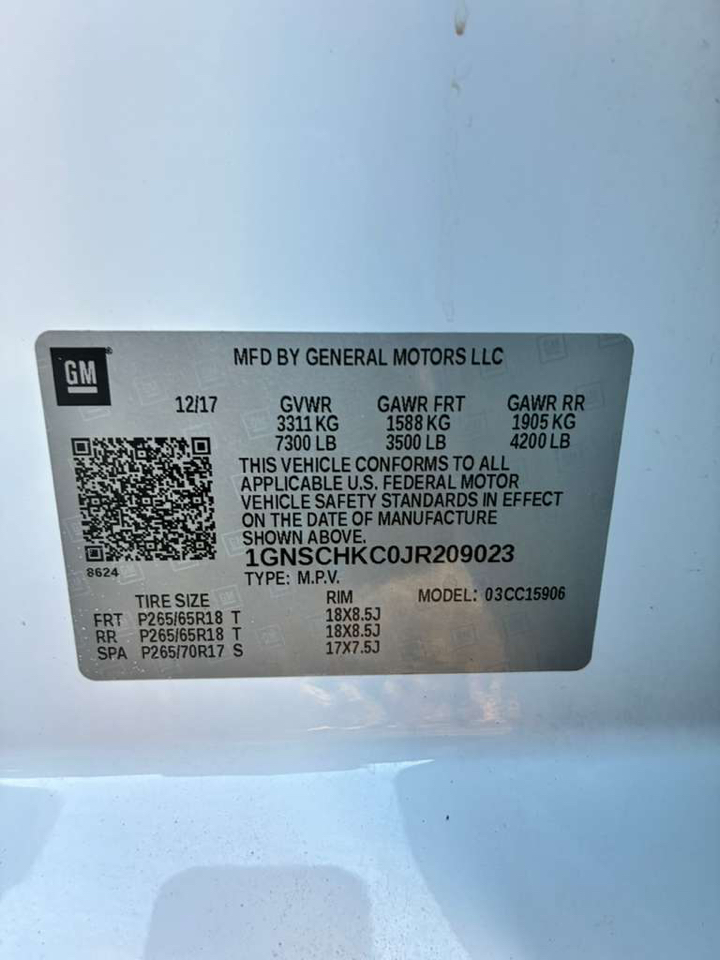 GM
MFD BY GENERAL MOTORS LLC
12/17 GVWR GAWR FRT GAWR RR
3311 KG 1588 KG 1905 KG
7300 LB 3500 LB 4200 LB
THIS VEHICLE CONFORMS TO ALL
APPLICABLE U.S. FEDERAL MOTOR
VEHICLE SAFETY STANDARDS IN EFFECT
ON THE DATE OF MANUFACTURE
SHOWN ABOVE.
8624
1GNSCHKC0JR209023
TYPE: M.P.V.
TIRE SIZE RIM MODEL: 03CC15906
FRT P265/65R18 T 18X8.5J
RR P265/65R18 T 18X8.5J
SPA P265/70R17 S 17X7.5J